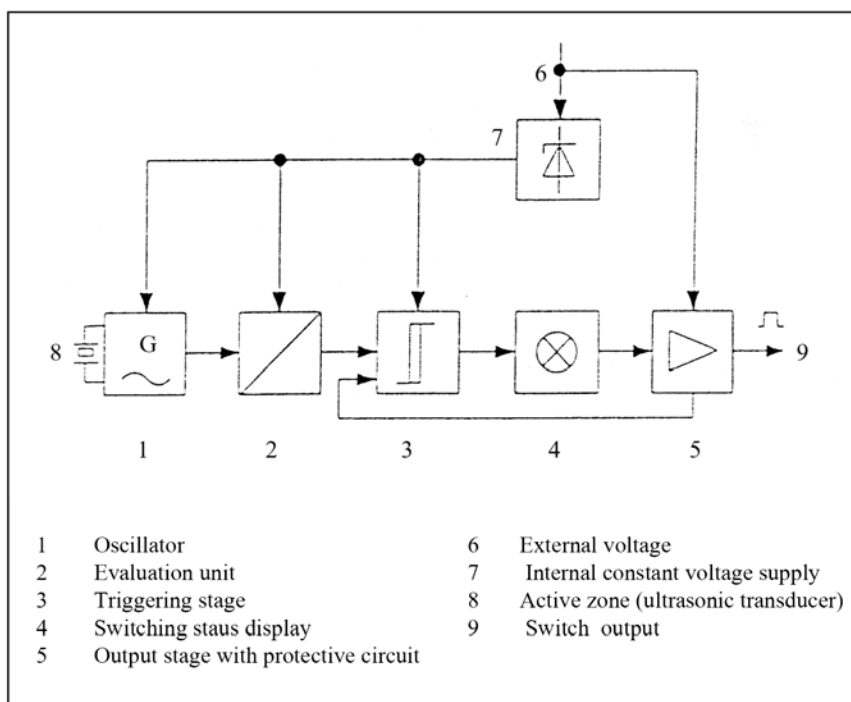 6
7
8
G
9
1
2
3
4
5
1 Oscillator
2 Evaluation unit
3 Triggering stage
4 Switching staus display
5 Output stage with protective circuit
6 External voltage
7 Internal constant voltage supply
8 Active zone (ultrasonic transducer)
9 Switch output